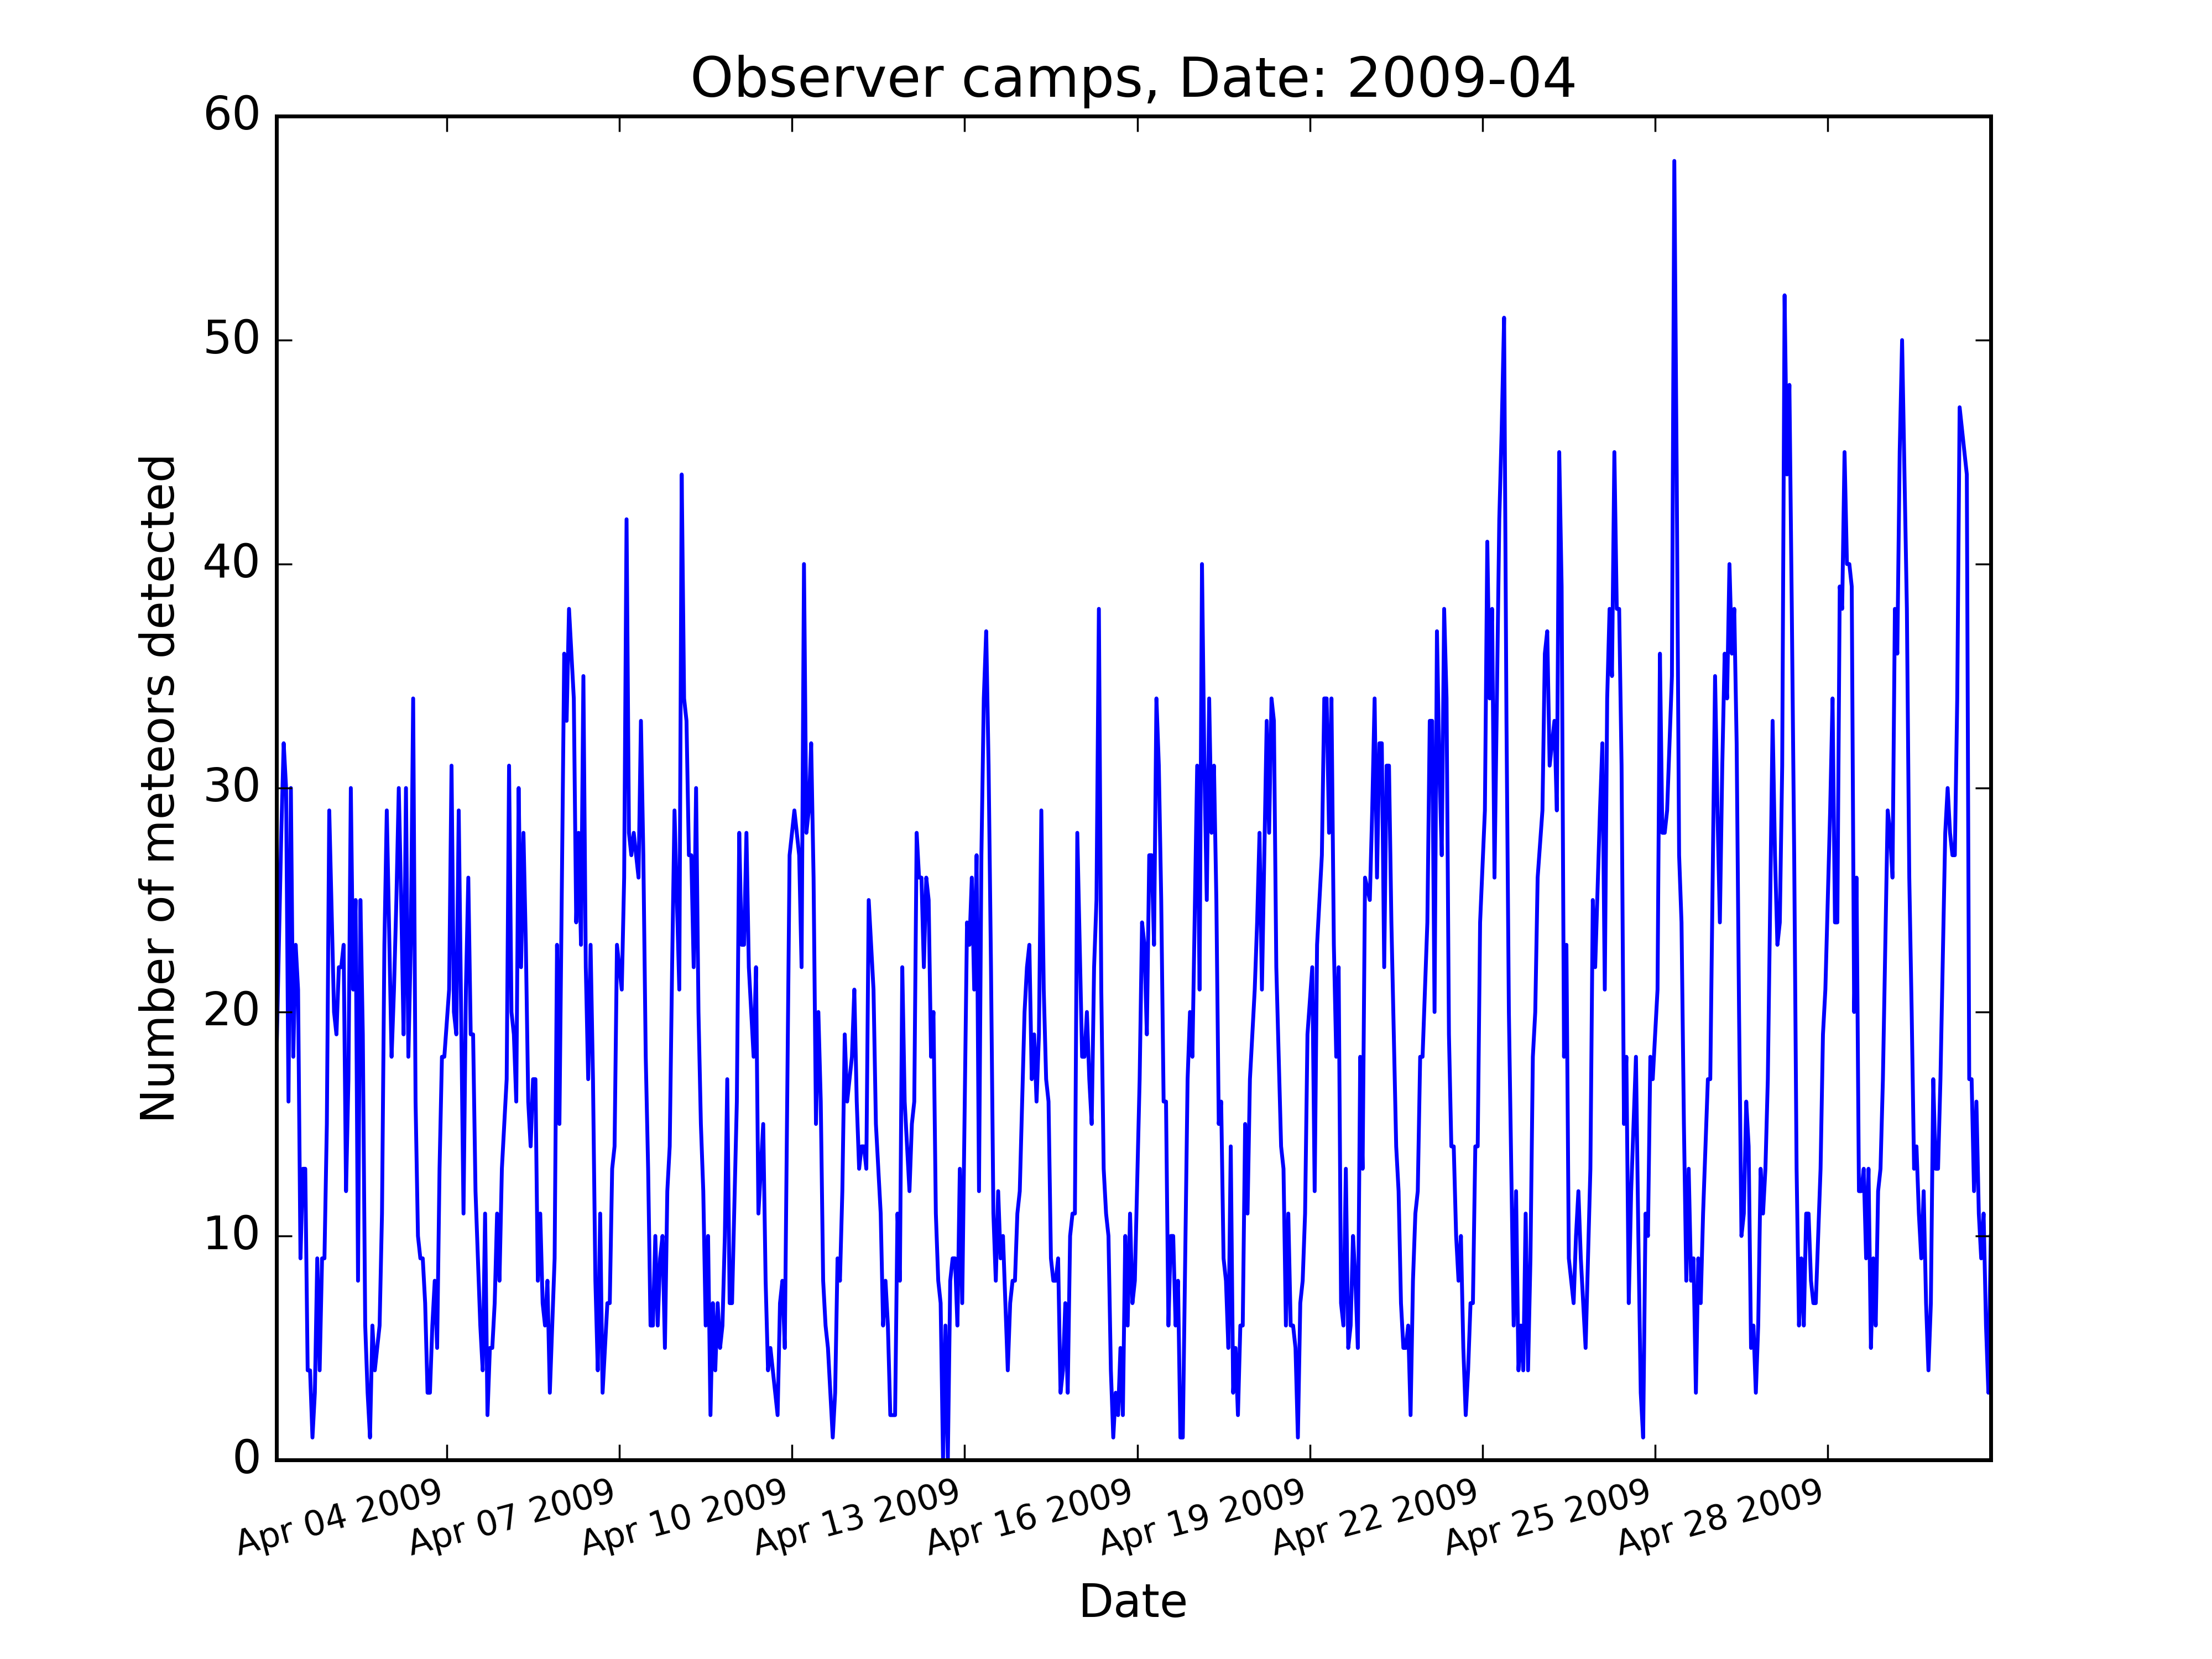 Observer camps, Date: 2009-04
60
50
40
30
20
10
0
Number of meteors detected
Apr 04 2009
Apr 07 2009
Apr 10 2009
Apr 13 2009
Apr 16 2009
Apr 19 2009
Apr 22 2009
Apr 25 2009
Apr 28 2009
Date